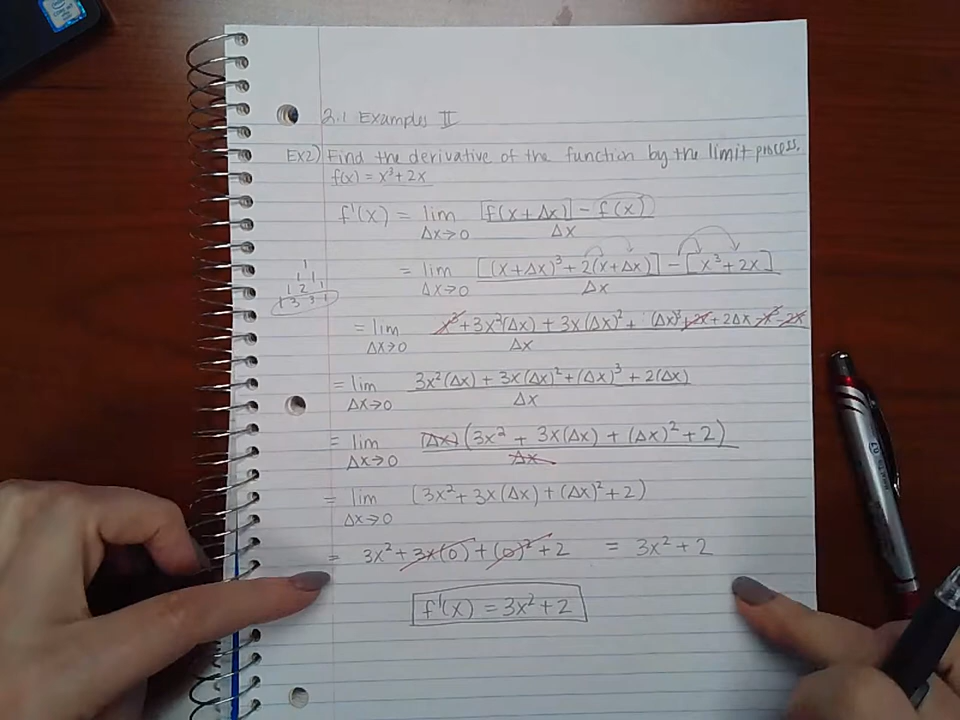 2.1 Examples II
Ex2) Find the derivative of the function by the limit process.
f(x) = x³ + 2x
f'(x) = lim Δx→0 [f(x+Δx)] - f(x) / Δx
1
1 1
1 2 1
1 3 3 1
= lim Δx→0 [(x+Δx)³ + 2(x+Δx)] - [x³ + 2x] / Δx
= lim Δx→0 x³ + 3x²(Δx) + 3x(Δx)² + (Δx)³ + 2x + 2Δx - x³ - 2x / Δx
= lim Δx→0 3x²(Δx) + 3x(Δx)² + (Δx)³ + 2(Δx) / Δx
= lim Δx→0 (Δx)(3x² + 3x(Δx) + (Δx)² + 2) / Δx
= lim Δx→0 (3x² + 3x(Δx) + (Δx)² + 2)
= 3x² + 3x(0) + (0)² + 2 = 3x² + 2
f'(x) = 3x² + 2